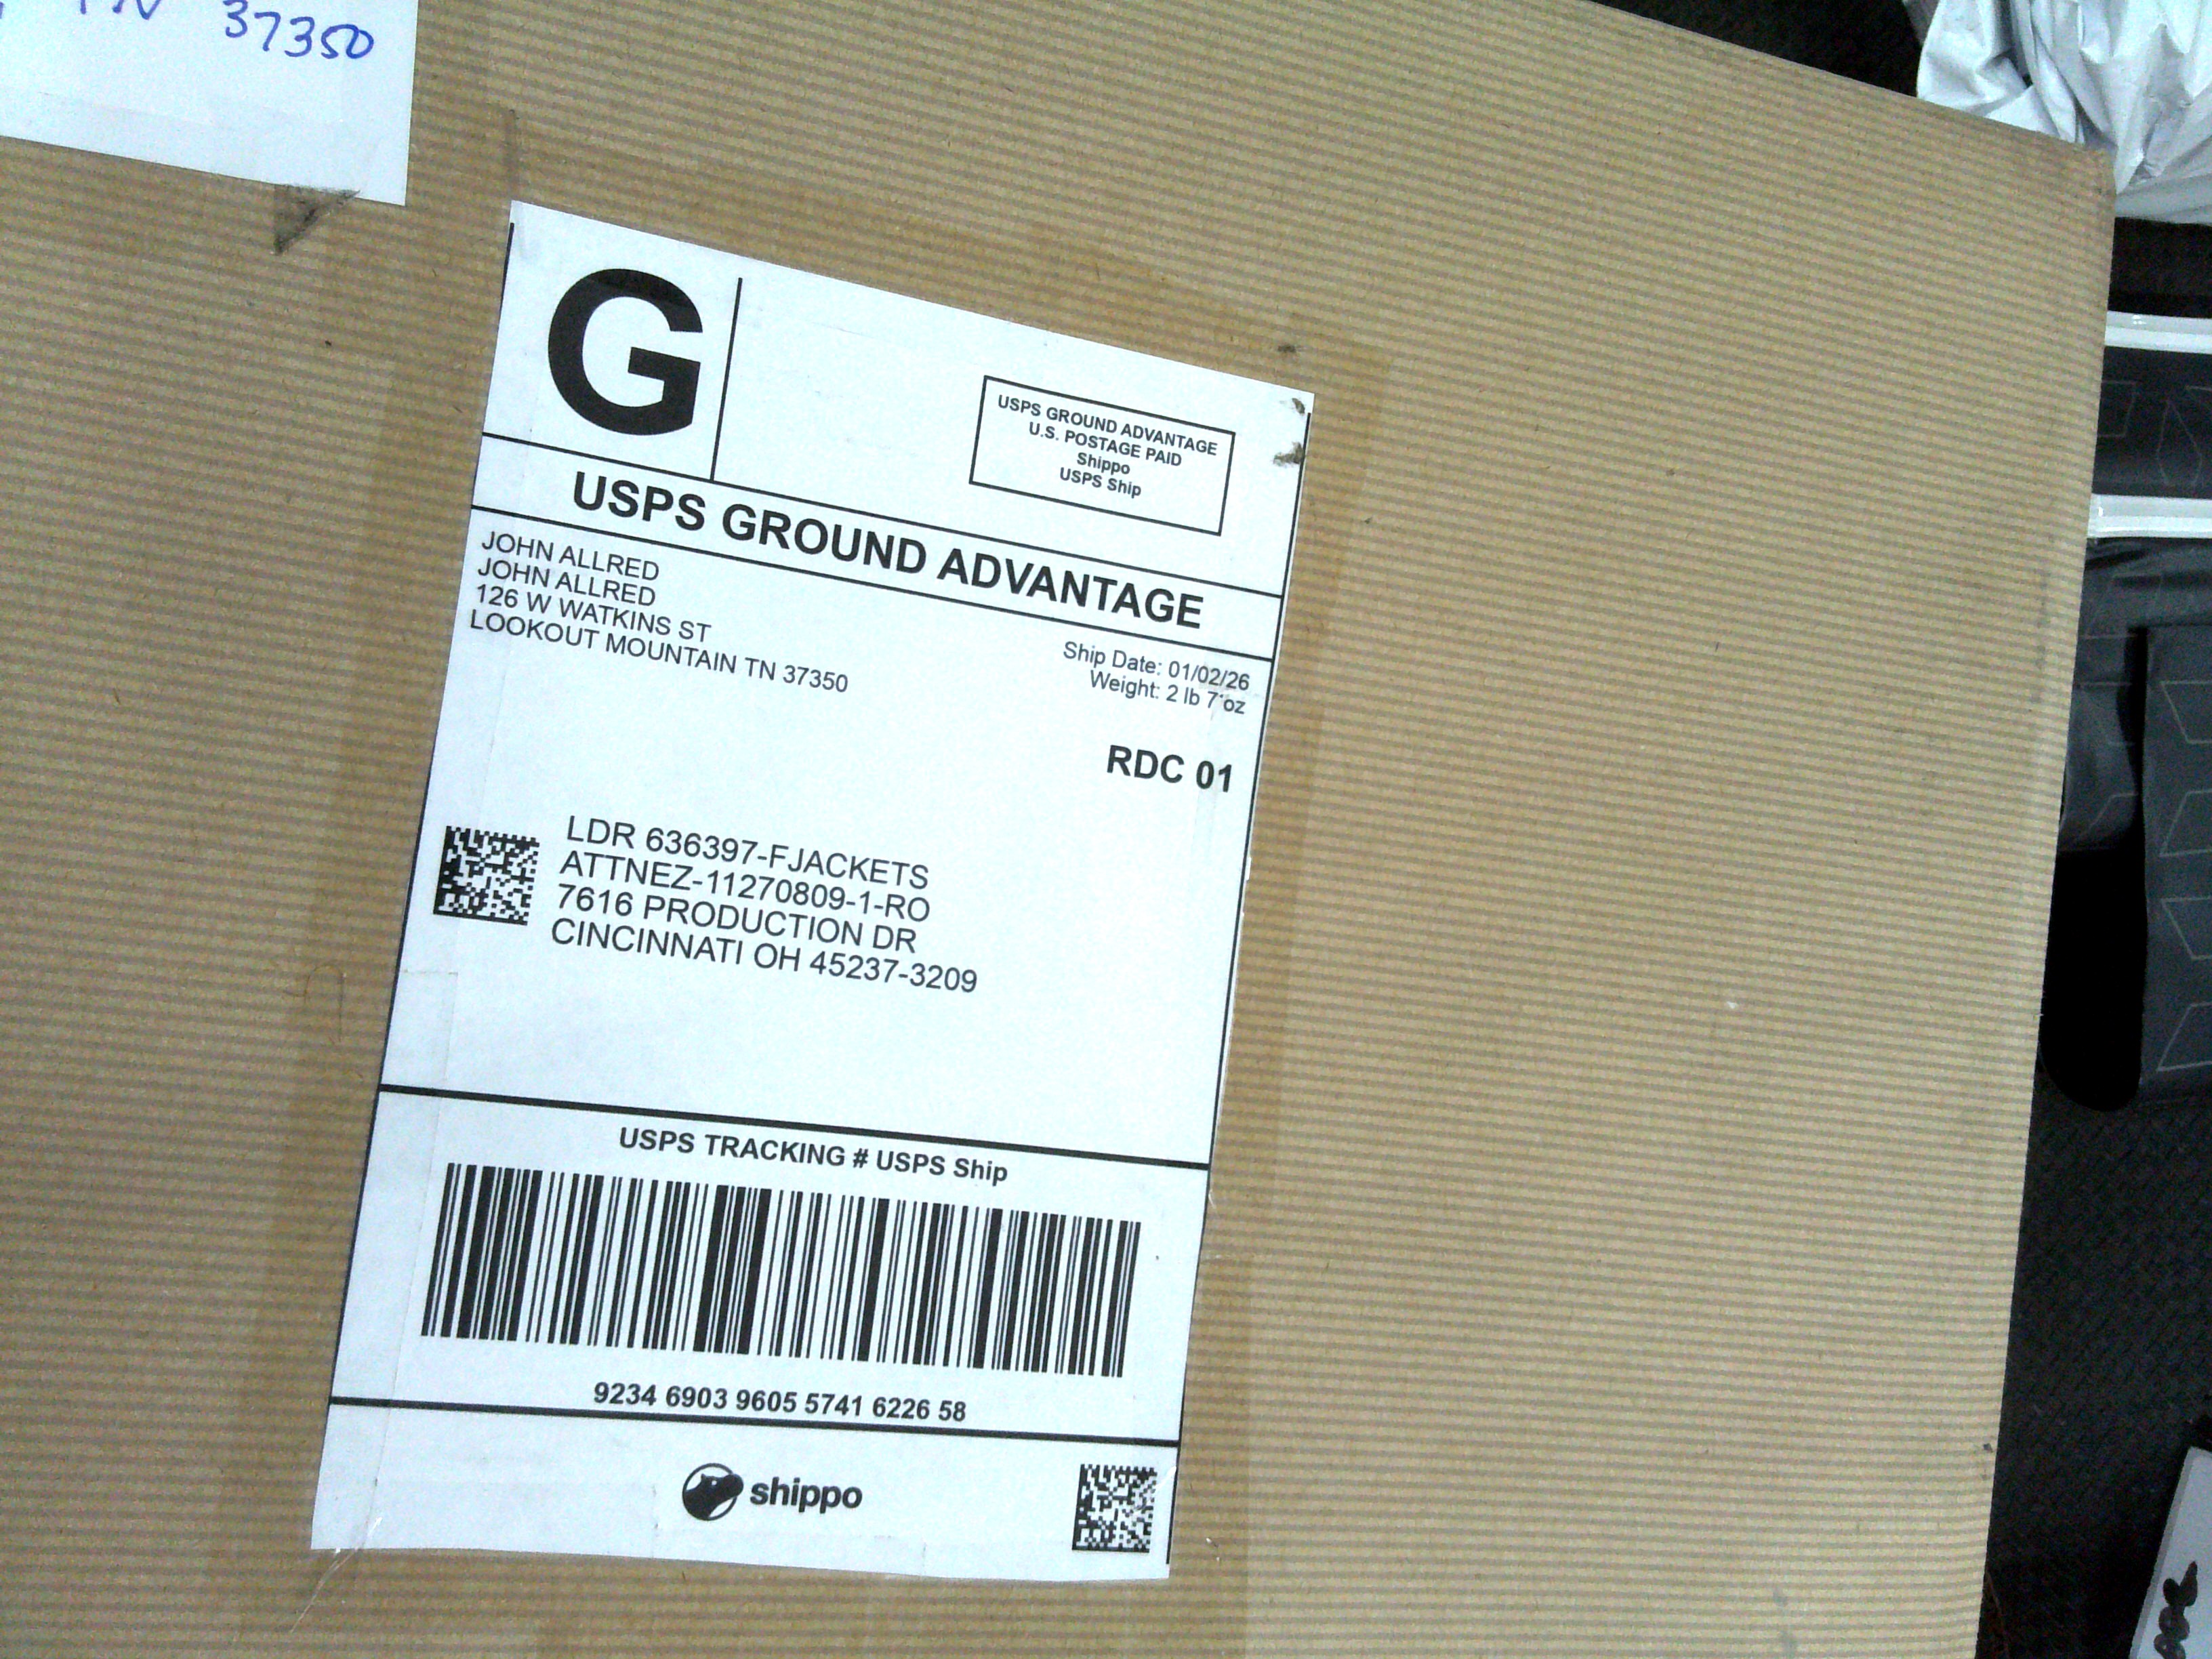 TN 37350
G
USPS GROUND ADVANTAGE
U.S. POSTAGE PAID
Shippo
USPS Ship
USPS GROUND ADVANTAGE
JOHN ALLRED
JOHN ALLRED
126 W WATKINS ST
LOOKOUT MOUNTAIN TN 37350
Ship Date: 01/02/26
Weight: 2 lb 7 oz
RDC 01
LDR 636397-FJACKETS
ATTNEZ-11270809-1-RO
7616 PRODUCTION DR
CINCINNATI OH 45237-3209
USPS TRACKING # USPS Ship
9234 6903 9605 5741 6226 58
shippo